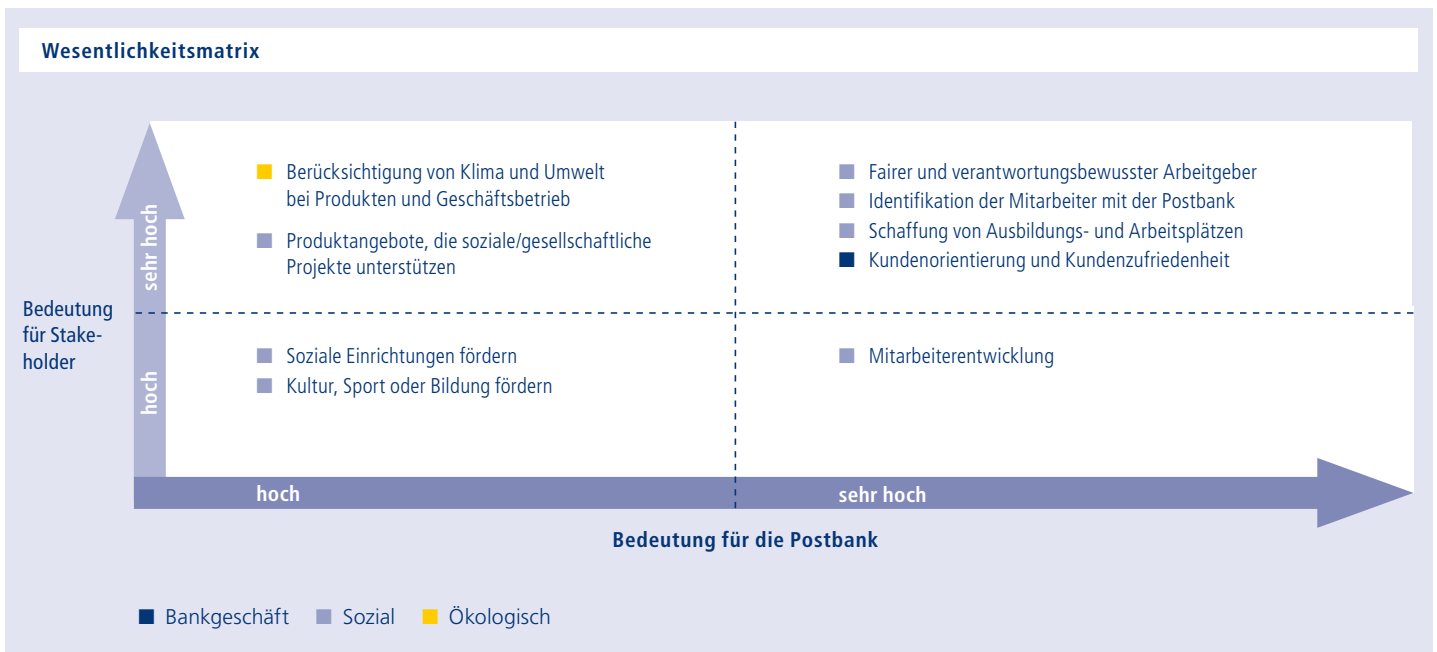 Wesentlichkeitsmatrix
Bedeutung
für Stake-
holder
sehr hoch
hoch
Berücksichtigung von Klima und Umwelt
bei Produkten und Geschäftsbetrieb
Produktangebote, die soziale/gesellschaftliche
Projekte unterstützen
Fairer und verantwortungsbewusster Arbeitgeber
Identifikation der Mitarbeiter mit der Postbank
Schaffung von Ausbildungs- und Arbeitsplätzen
Kundenorientierung und Kundenzufriedenheit
Soziale Einrichtungen fördern
Kultur, Sport oder Bildung fördern
Mitarbeiterentwicklung
hoch
sehr hoch
Bedeutung für die Postbank
Bankgeschäft
Sozial
Ökologisch